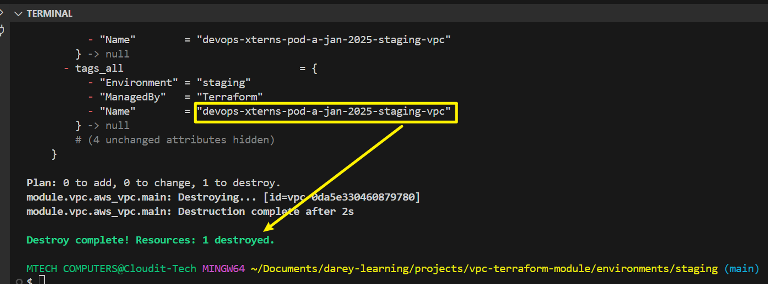 TERMINAL
- "Name" = "devops-xterns-pod-a-jan-2025-staging-vpc"
} -> null
- tags_all = {
- "Environment" = "staging"
- "ManagedBy" = "Terraform"
- "Name" = "devops-xterns-pod-a-jan-2025-staging-vpc"
} -> null
# (4 unchanged attributes hidden)
}
Plan: 0 to add, 0 to change, 1 to destroy.
module.vpc.aws_vpc.main: Destroying... [id=vpc-0da5e330460879780]
module.vpc.aws_vpc.main: Destruction complete after 2s
Destroy complete! Resources: 1 destroyed.
MTECH COMPUTERS@Cloudit-Tech MINGW64 ~/Documents/darey-learning/projects/vpc-terraform-module/environments/staging (main)
$